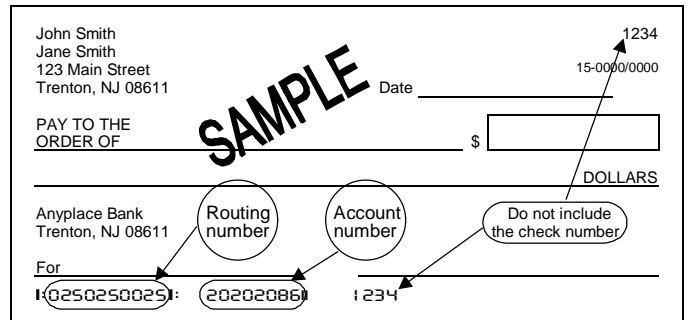 John Smith
Jane Smith
123 Main Street
Trenton, NJ 08611
1234
15-0000/0000
SAMPLE
Date
PAY TO THE
ORDER OF
$
DOLLARS
Anyplace Bank
Trenton, NJ 08611
Routing
number
Account
number
Do not include
the check number
For
⑆025025002⑆ 20202086⑈ 1234